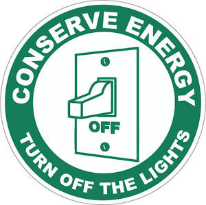 CONSERVE ENERGY
OFF
TURN OFF THE LIGHTS